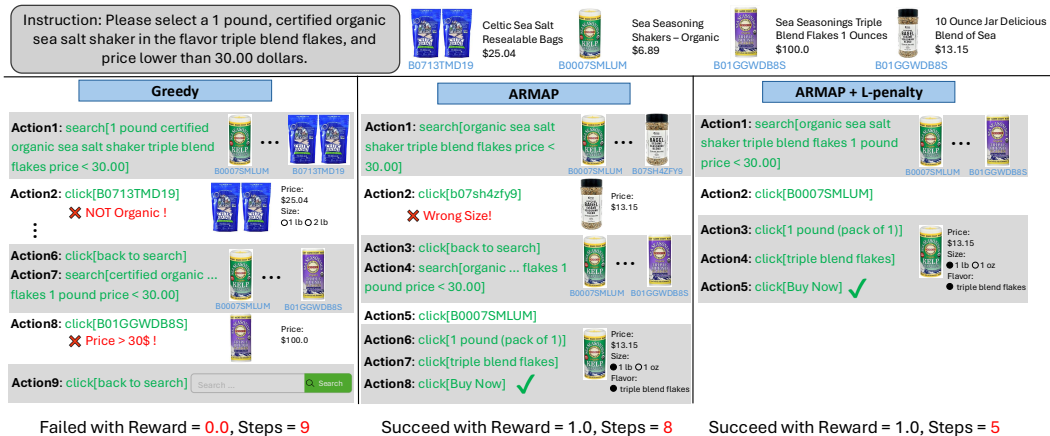 Instruction: Please select a 1 pound, certified organic
sea salt shaker in the flavor triple blend flakes, and
price lower than 30.00 dollars.
Celtic Sea Salt
Resealable Bags
$25.04
B0713TMD19
Sea Seasoning
Shakers – Organic
$6.89
B0007SMLUM
Sea Seasonings Triple
Blend Flakes 1 Ounces
$100.0
B01GGWDB8S
10 Ounce Jar Delicious
Blend of Sea
$13.15
B01GGWDB8S
Greedy
Action1: search[1 pound certified
organic sea salt shaker triple blend
flakes price < 30.00]
B0007SMLUM
...
B0713TMD19
Action2: click[B0713TMD19]
NOT Organic !
Price:
$25.04
Size:
1 lb 2 lb
Action6: click[back to search]
Action7: search[certified organic ...
flakes 1 pound price < 30.00]
B0007SMLUM
...
B01GGWDB8S
Action8: click[B01GGWDB8S]
Price > 30$ !
Price:
$100.0
Action9: click[back to search]
Search ...
Search
Failed with Reward = 0.0, Steps = 9
ARMAP
Action1: search[organic sea salt
shaker triple blend flakes price <
30.00]
B0007SMLUM
...
B07SH4ZFY9
Action2: click[b07sh4zfy9]
Wrong Size!
Price:
$13.15
Action3: click[back to search]
Action4: search[organic ... flakes 1
pound price < 30.00]
B0007SMLUM
...
B01GGWDB8S
Action5: click[B0007SMLUM]
Action6: click[1 pound (pack of 1)]
Action7: click[triple blend flakes]
Action8: click[Buy Now]
Price:
$13.15
Size:
1 lb 1 oz
Flavor:
triple blend flakes
Succeed with Reward = 1.0, Steps = 8
ARMAP + L-penalty
Action1: search[organic sea salt
shaker triple blend flakes 1 pound
price < 30.00]
B0007SMLUM
...
B01GGWDB8S
Action2: click[B0007SMLUM]
Action3: click[1 pound (pack of 1)]
Action4: click[triple blend flakes]
Action5: click[Buy Now]
Price:
$13.15
Size:
1 lb 1 oz
Flavor:
triple blend flakes
Succeed with Reward = 1.0, Steps = 5